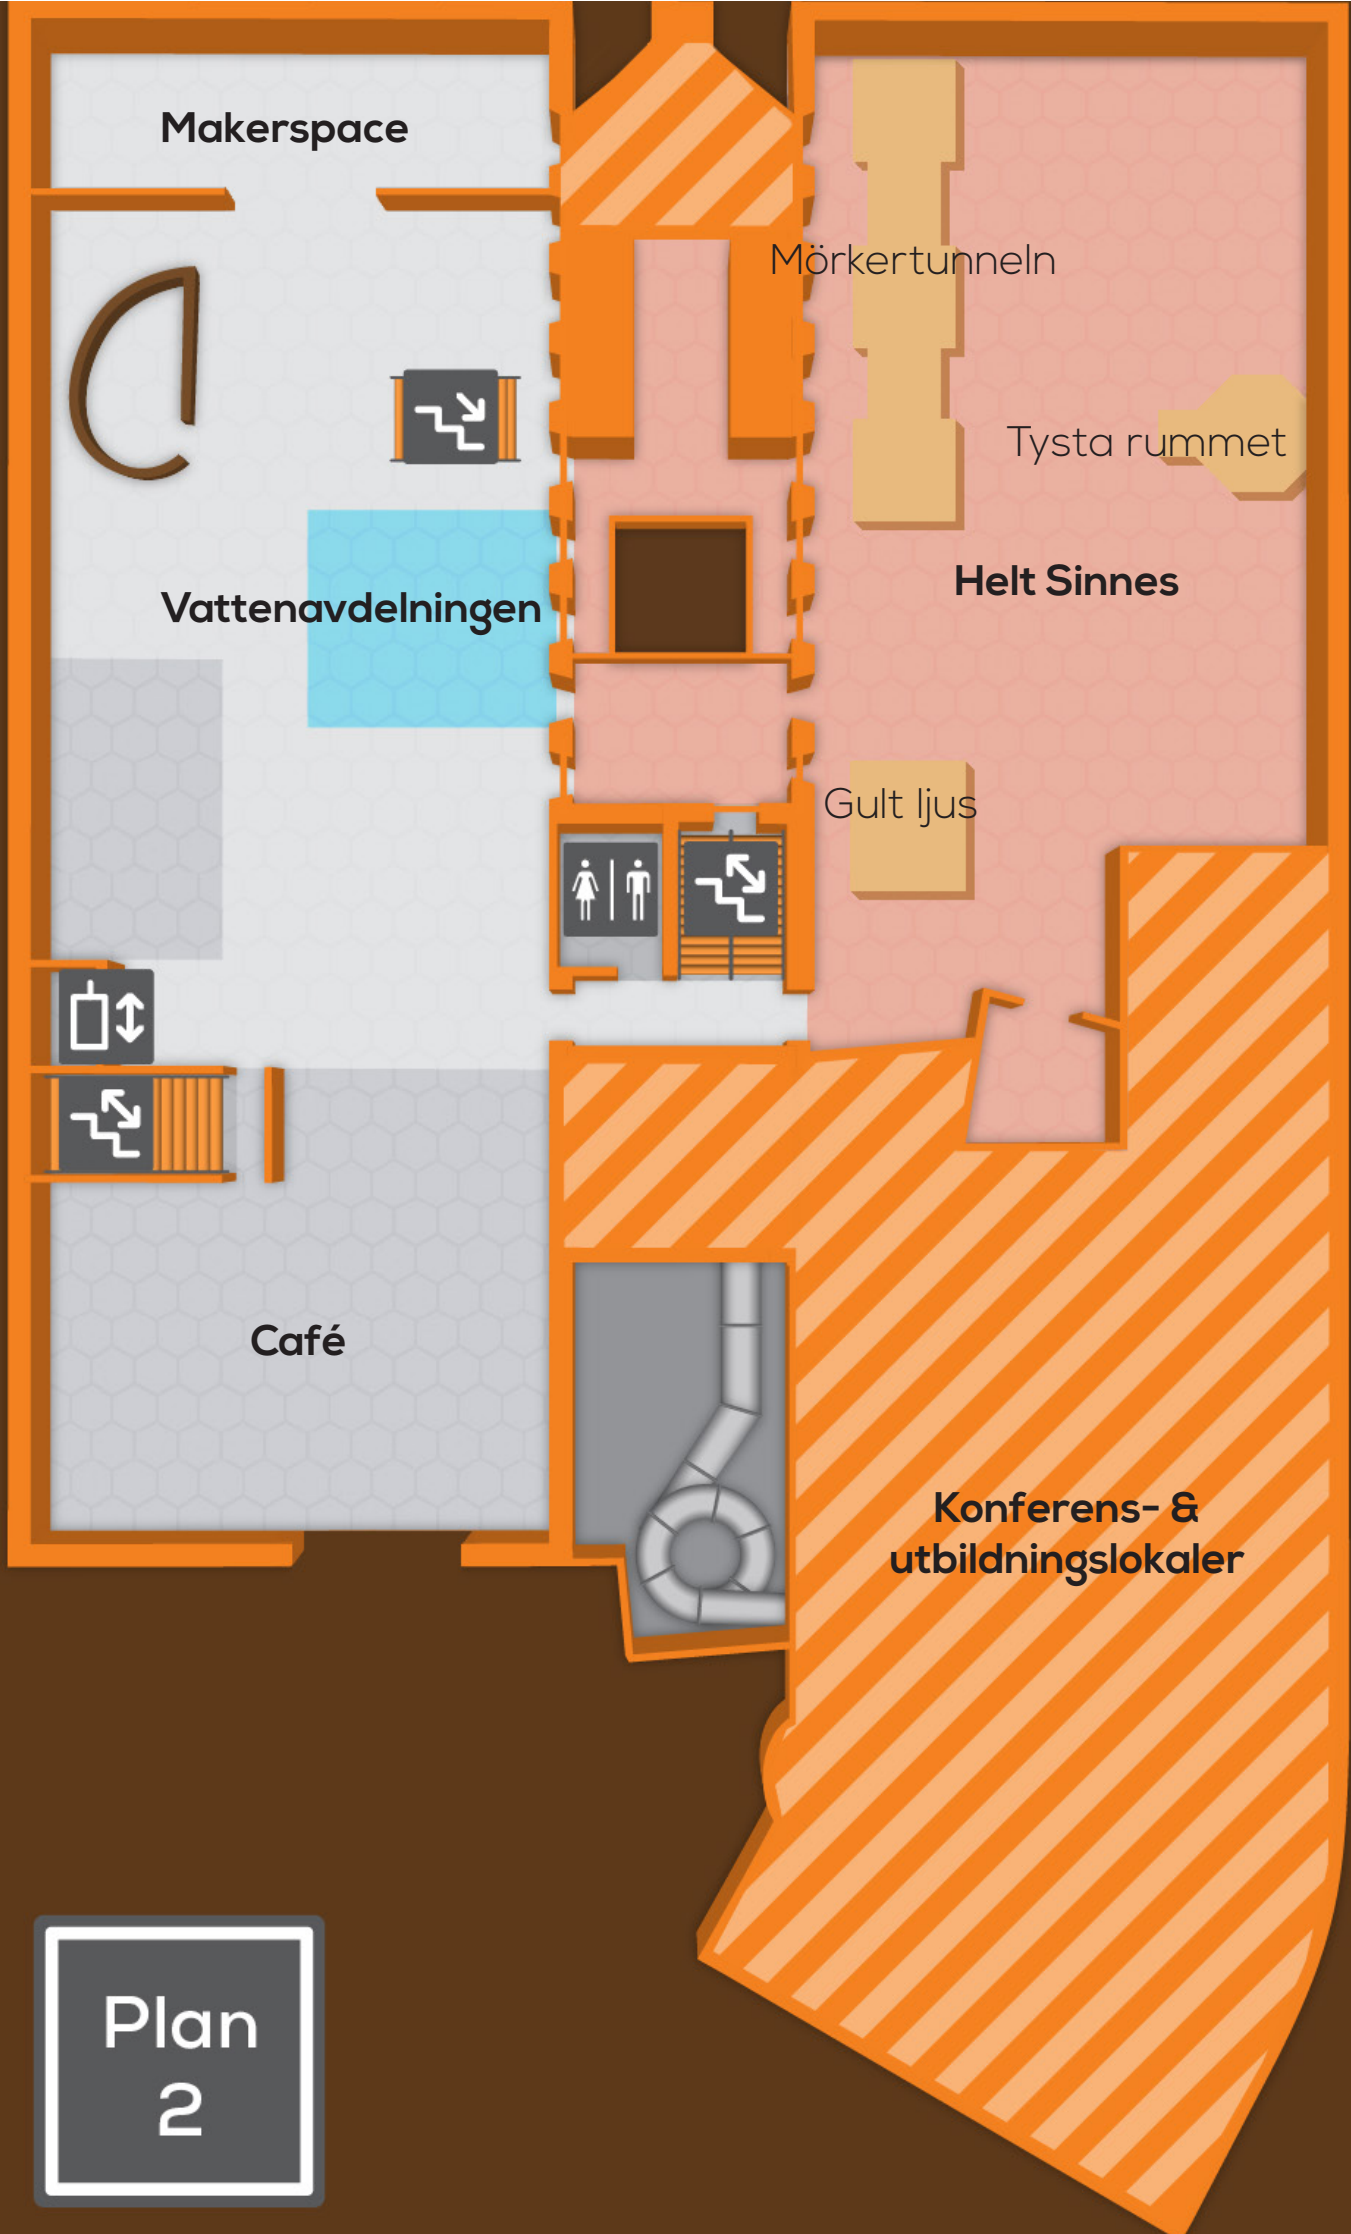 Makerspace
Mörkertunneln
Tysta rummet
Helt Sinnes
Vattenavdelningen
Gult ljus
Café
Konferens- &
utbildningslokaler
Plan
2